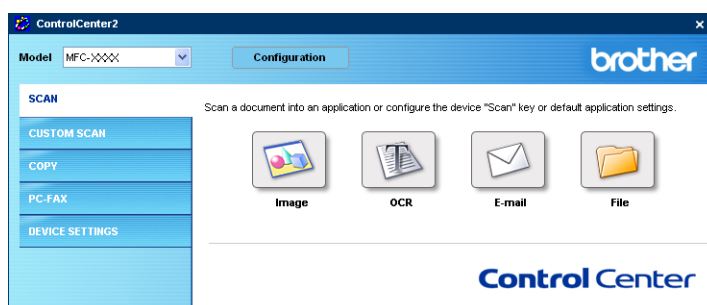 ControlCenter2
Model MFC-XXXX Configuration brother
SCAN
Scan a document into an application or configure the device "Scan" key or default application settings.
CUSTOM SCAN
COPY
PC-FAX
DEVICE SETTINGS
Image OCR E-mail File
Control Center